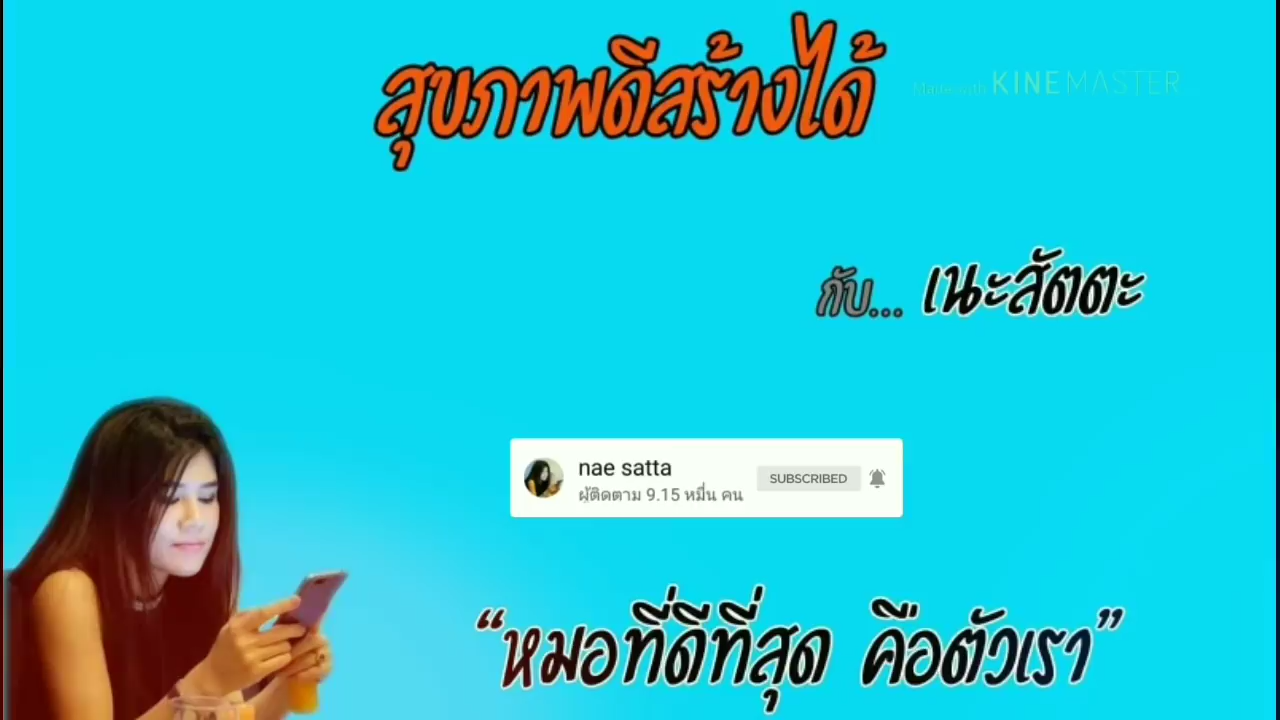 สุขภาพดีสร้างได้
Made with KINEMASTER
กับ... เนะสัตตะ
nae satta
ผู้ติดตาม 9.15 หมื่น คน
SUBSCRIBED
“หมอที่ดีที่สุด คือตัวเรา”